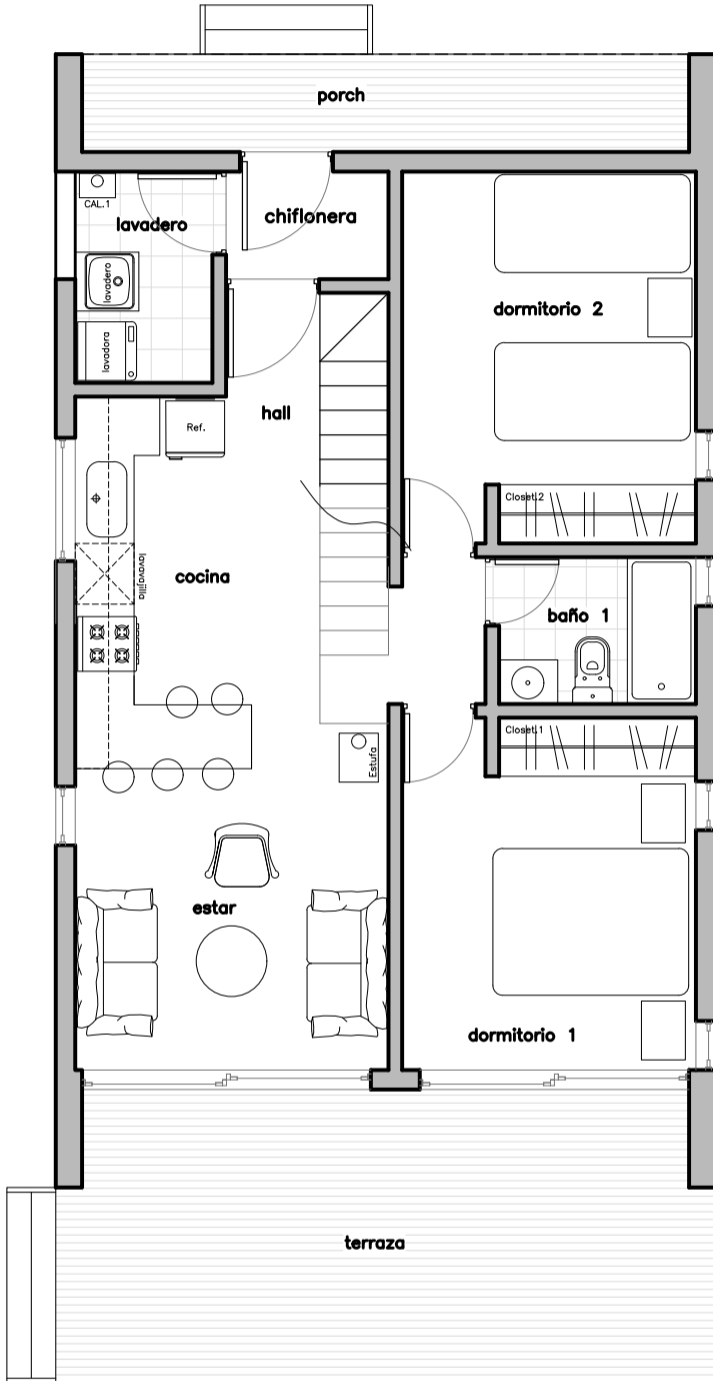 porch
CAL.1
lavadero
chiflonera
lavadero
dormitorio 2
lavadora
hall
Ref.
Closet.2
lavavajilla
cocina
baño 1
Closet.1
Estufa
estar
dormitorio 1
terraza